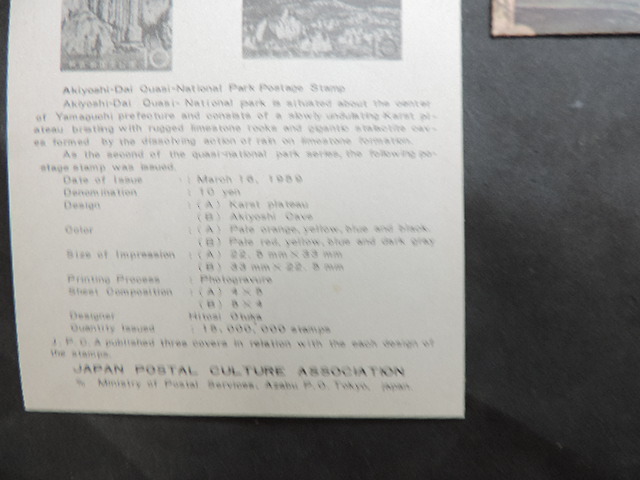 10
10
Akiyoshi-Dai Quasi-National Park Postage Stamp
Akiyoshi-Dai Quasi-National park is situated about the center
of Yamaguchi prefecture and consists of a slowly undulating Karst pl-
ateau bristling with rugged limestone rocks and gigantic stalactite cav-
es formed by the dissolving action of rain on limestone formation.
As the second of the quasi-national park series, the following po-
stage stamp was issued.
Date of Issue : March 16, 1959
Denomination : 10 yen
Design : (A) Karst plateau
(B) Akiyoshi Cave
Color : (A) Pale orange, yellow, blue and black.
(B) Pale red, yellow, blue and dark gray
Size of Impression : (A) 22.5 mm × 33 mm
(B) 33 mm × 22.5 mm
Printing Process : Photogravure
Sheet Composition : (A) 4 × 5
(B) 5 × 4
Designer Hitosi Otuka
Quantity Issued : 15,000,000 stamps
J.P.C.A published three covers in relation with the each design of
the stamps.
JAPAN POSTAL CULTURE ASSOCIATION
% Ministry of Postal Services, Azabu P.O. Tokyo, Japan.